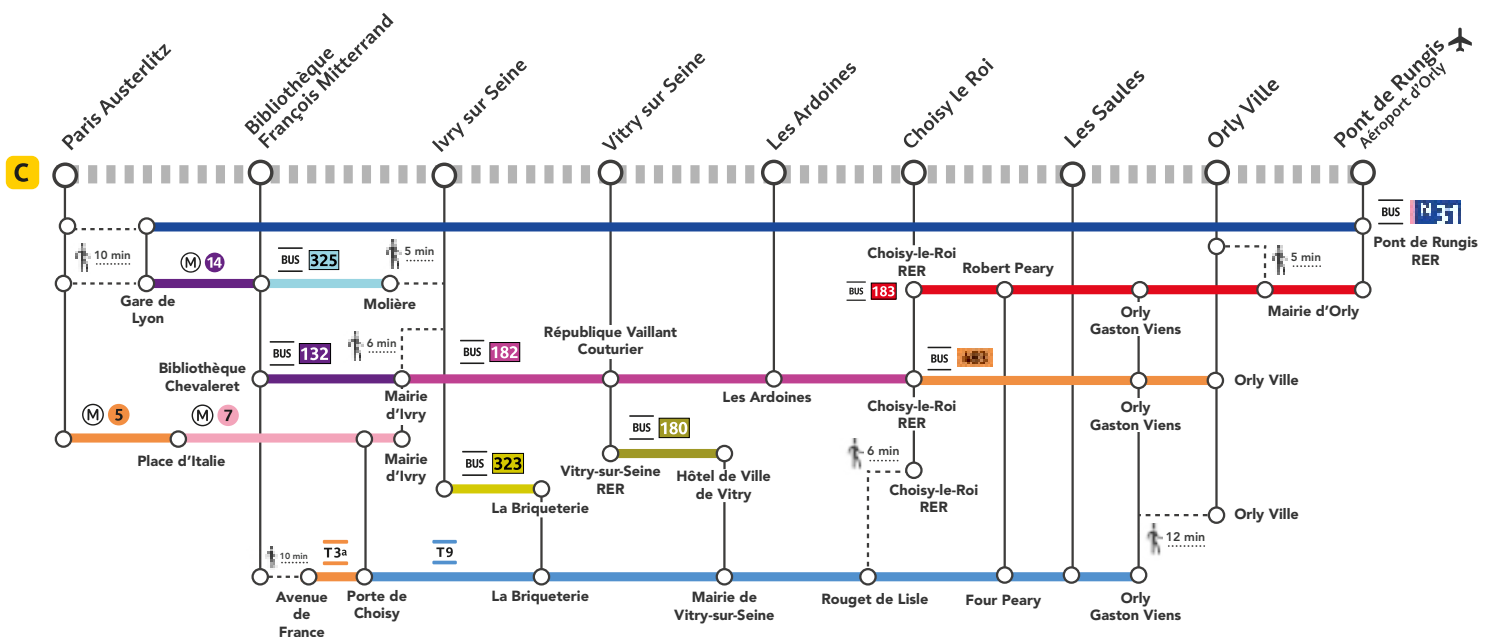 Paris Austerlitz
Bibliothèque
François Mitterrand
Ivry sur Seine
Vitry sur Seine
Les Ardoines
Choisy le Roi
Les Saules
Orly Ville
Pont de Rungis
Aéroport d'Orly
C
BUS N 31
Pont de Rungis
RER
10 min
M 14
BUS 325
5 min
Choisy-le-Roi
RER
Robert Peary
5 min
Gare de
Lyon
Molière
BUS 183
Orly
Gaston Viens
Mairie d'Orly
6 min
République Vaillant
Couturier
Bibliothèque
Chevaleret
BUS 132
BUS 182
BUS 483
Orly Ville
Mairie
d'Ivry
Les Ardoines
Choisy-le-Roi
RER
Orly
Gaston Viens
M 5
M 7
Place d'Italie
Mairie
d'Ivry
BUS 180
6 min
BUS 323
Vitry-sur-Seine
RER
Hôtel de Ville
de Vitry
Choisy-le-Roi
RER
La Briqueterie
Orly Ville
12 min
10 min
T3a
T9
Avenue
de
France
Porte de
Choisy
La Briqueterie
Mairie de
Vitry-sur-Seine
Rouget de Lisle
Four Peary
Orly
Gaston Viens